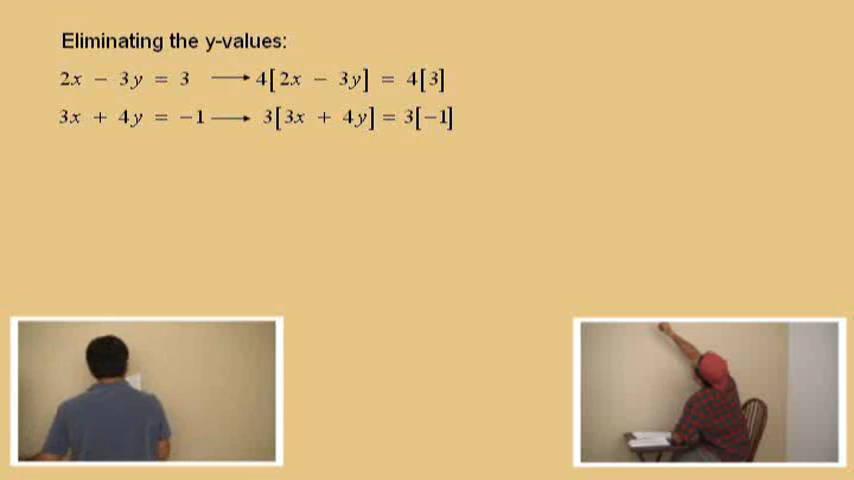 Eliminating the y-values:
2x − 3y = 3 ⟶ 4[2x − 3y] = 4[3]
3x + 4y = −1 ⟶ 3[3x + 4y] = 3[−1]